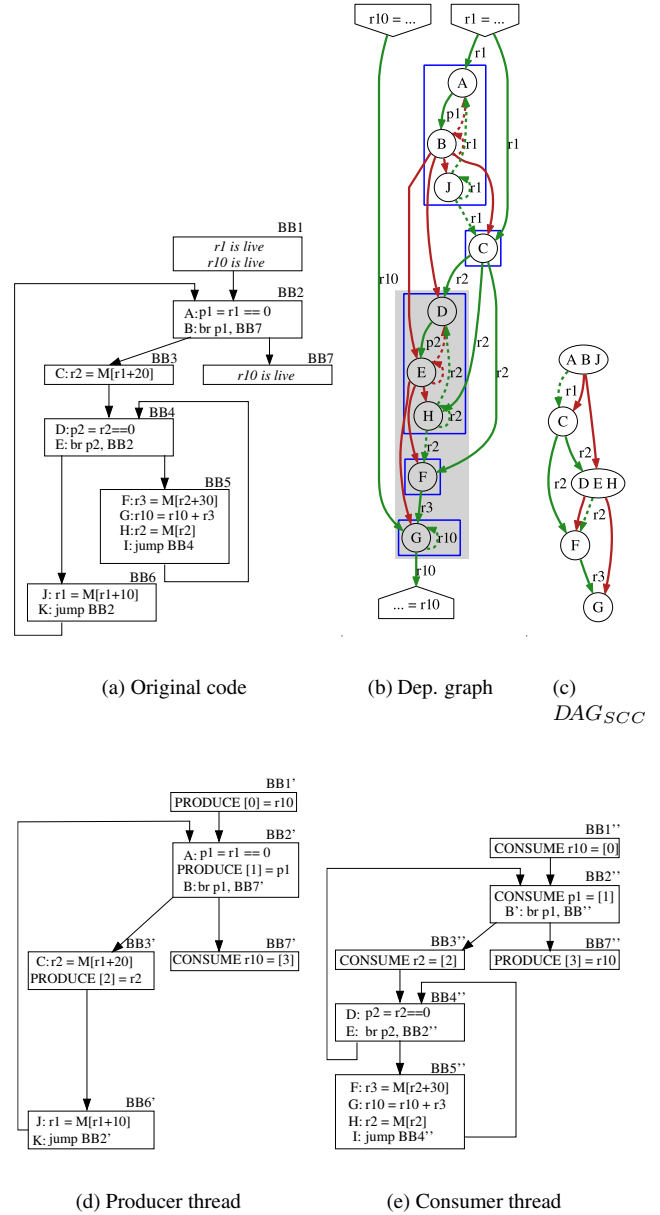 r10 = ...
r1 = ...
r1
A
p1
B
r1
r1
J
r1
r1
C
r10
r2
D
p2
r2
E
r2
r2
H
r2
r2
F
r3
G
r10
r10
... = r10
BB1
r1 is live
r10 is live
BB2
A: p1 = r1 == 0
B: br p1, BB7
BB3
C: r2 = M[r1+20]
BB7
r10 is live
BB4
D: p2 = r2==0
E: br p2, BB2
BB5
F: r3 = M[r2+30]
G: r10 = r10 + r3
H: r2 = M[r2]
I: jump BB4
BB6
J: r1 = M[r1+10]
K: jump BB2
A B J
r1
C
r2
r2
D E H
r2
F
r3
G
(a) Original code
(b) Dep. graph
(c)
DAG_SCC
BB1'
PRODUCE [0] = r10
BB2'
A: p1 = r1 == 0
PRODUCE [1] = p1
B: br p1, BB7'
BB3'
C: r2 = M[r1+20]
PRODUCE [2] = r2
BB7'
CONSUME r10 = [3]
BB6'
J: r1 = M[r1+10]
K: jump BB2'
BB1''
CONSUME r10 = [0]
BB2''
CONSUME p1 = [1]
B': br p1, BB''
BB3''
CONSUME r2 = [2]
BB7''
PRODUCE [3] = r10
BB4''
D: p2 = r2==0
E: br p2, BB2''
BB5''
F: r3 = M[r2+30]
G: r10 = r10 + r3
H: r2 = M[r2]
I: jump BB4''
(d) Producer thread
(e) Consumer thread